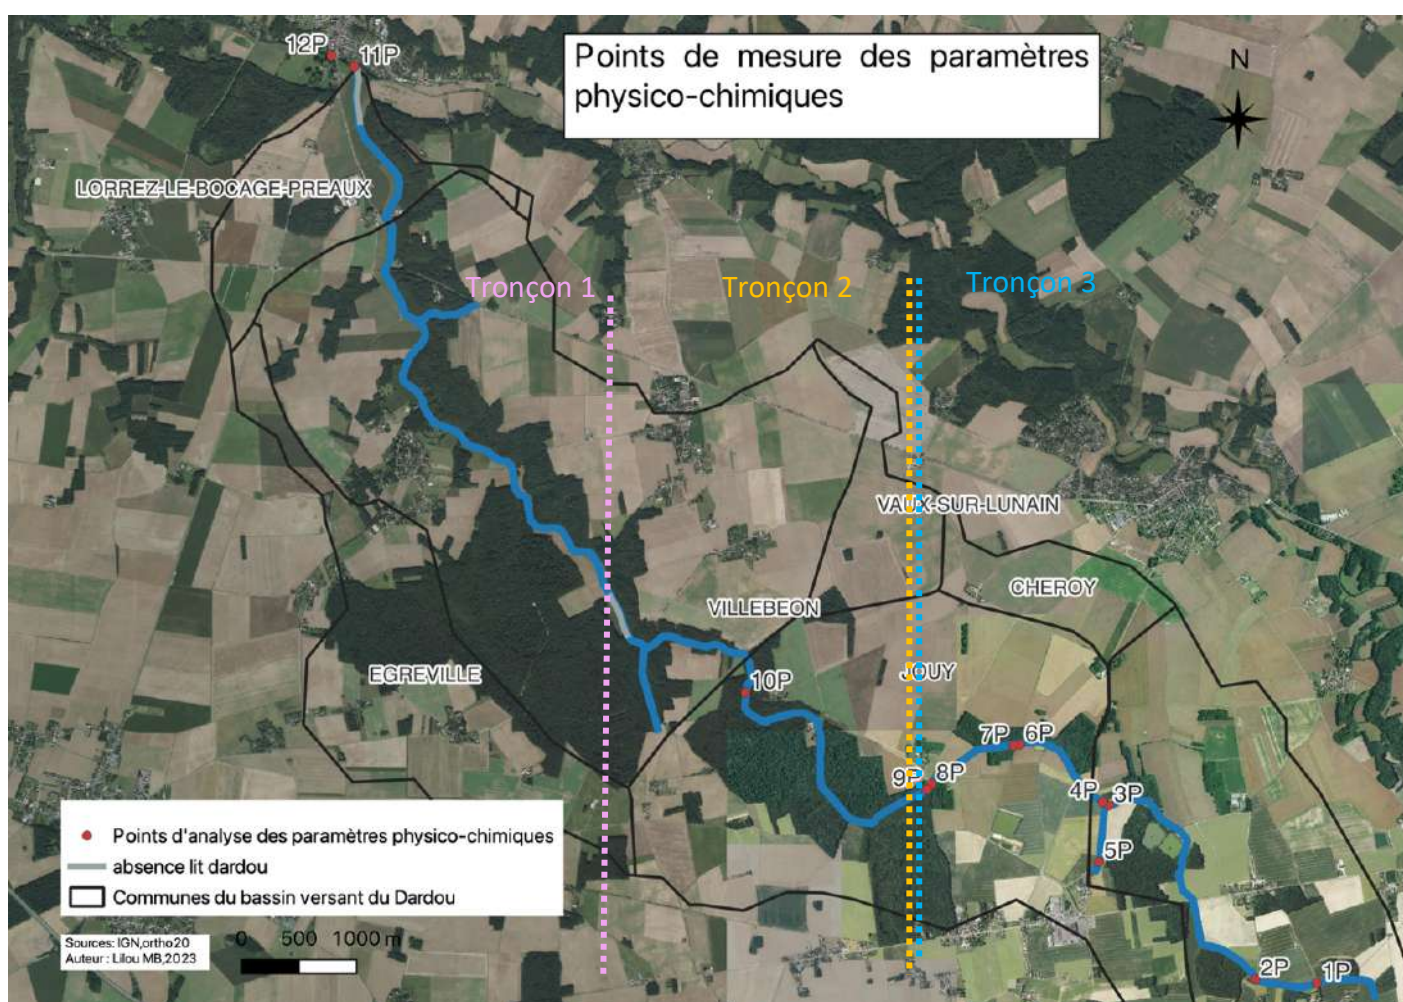 Points de mesure des paramètres
physico-chimiques
N
12P
11P
LORREZ-LE-BOCAGE-PREAUX
Tronçon 1
Tronçon 2
Tronçon 3
VAUX-SUR-LUNAIN
CHEROY
VILLEBEON
EGREVILLE
JOUY
10P
7P
6P
9P
8P
4P
3P
5P
2P
1P
Points d'analyse des paramètres physico-chimiques
absence lit dardou
Communes du bassin versant du Dardou
Sources: IGN,ortho20
Auteur : Lilou MB,2023
0 500 1000 m